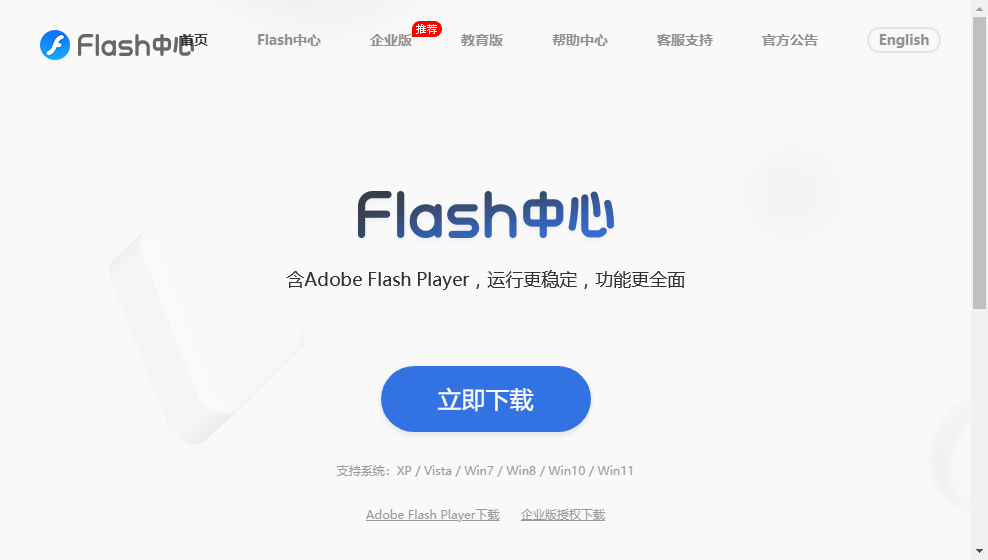 Flash中心 首页 Flash中心 企业版 推荐 教育版 帮助中心 客服支持 官方公告 English
Flash中心
含Adobe Flash Player，运行更稳定，功能更全面
立即下载
支持系统：XP / Vista / Win7 / Win8 / Win10 / Win11
Adobe Flash Player下载 企业版授权下载